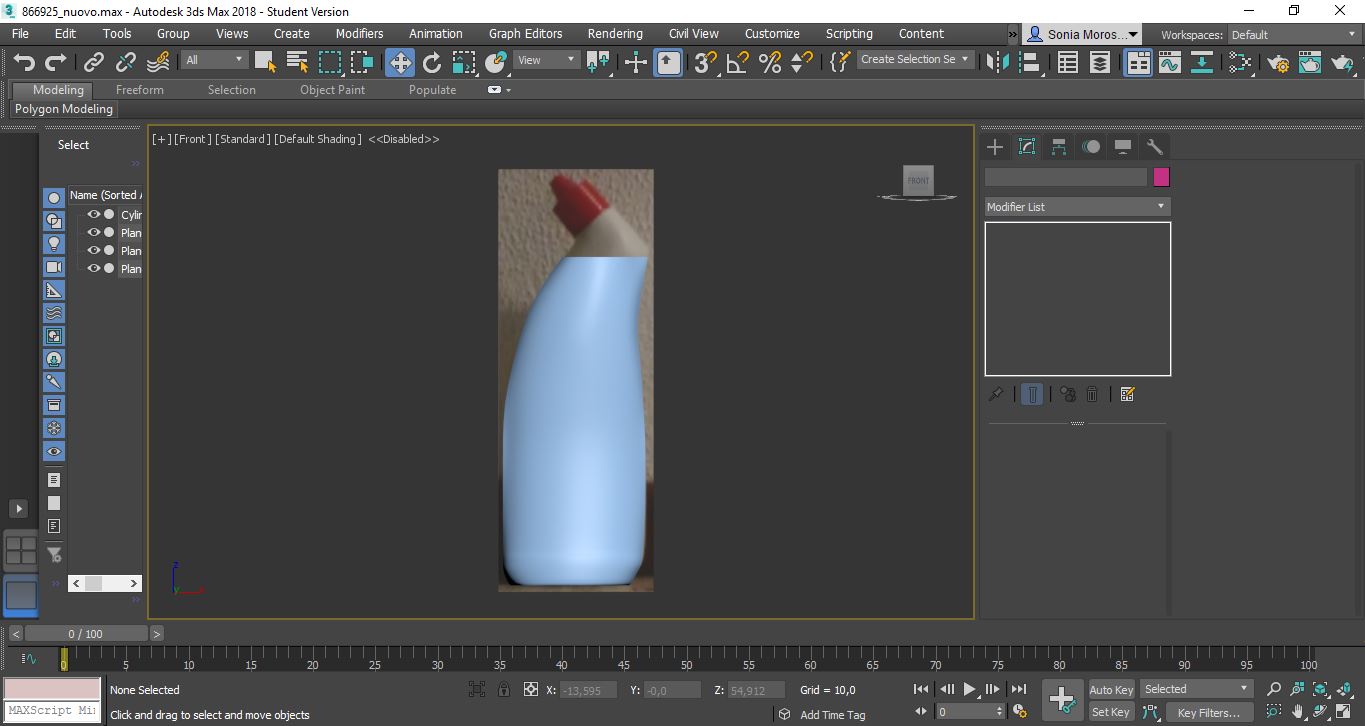 866925_nuovo.max - Autodesk 3ds Max 2018 - Student Version
File Edit Tools Group Views Create Modifiers Animation Graph Editors Rendering Civil View Customize Scripting Content » Sonia Moros... Workspaces: Default
All View 3 Create Selection Se
Modeling Freeform Selection Object Paint Populate
Polygon Modeling
Select
[+] [Front] [Standard] [Default Shading] <<Disabled>>
FRONT
Name (Sorted A
Cylin
Plan
Plan
Plan
Modifier List
z
y
x
< 0 / 100 >
0 5 10 15 20 25 30 35 40 45 50 55 60 65 70 75 80 85 90 95 100
None Selected X: -13,595 Y: -0,0 Z: 54,912 Grid = 10,0 Auto Key Selected
MAXScript Mi
Click and drag to select and move objects Add Time Tag 0 Set Key Key Filters...